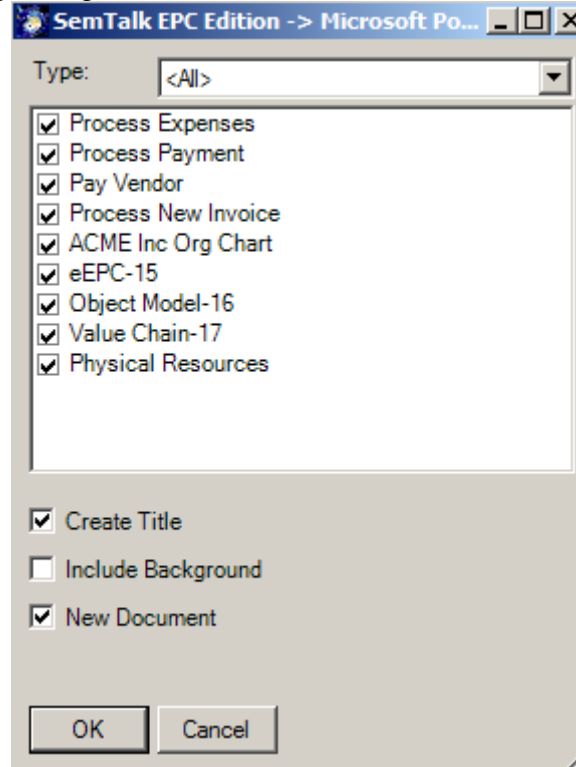 SemTalk EPC Edition -> Microsoft Po...
Type: <All>
Process Expenses
Process Payment
Pay Vendor
Process New Invoice
ACME Inc Org Chart
eEPC-15
Object Model-16
Value Chain-17
Physical Resources
Create Title
Include Background
New Document
OK Cancel